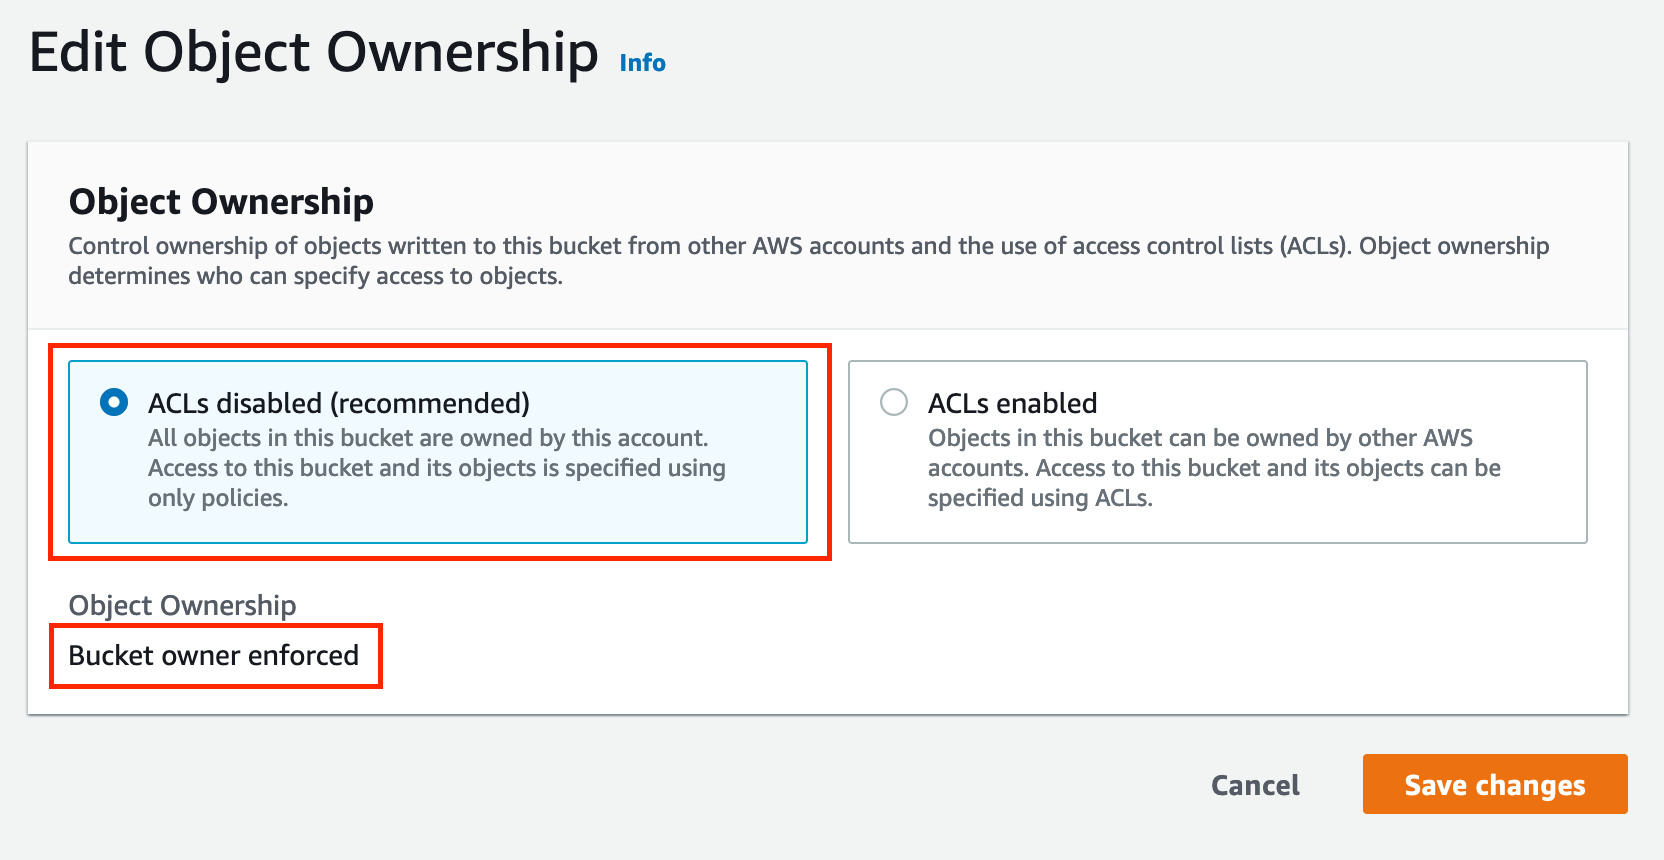 Edit Object Ownership Info
Object Ownership
Control ownership of objects written to this bucket from other AWS accounts and the use of access control lists (ACLs). Object ownership
determines who can specify access to objects.
ACLs disabled (recommended)
All objects in this bucket are owned by this account.
Access to this bucket and its objects is specified using
only policies.
ACLs enabled
Objects in this bucket can be owned by other AWS
accounts. Access to this bucket and its objects can be
specified using ACLs.
Object Ownership
Bucket owner enforced
Cancel
Save changes